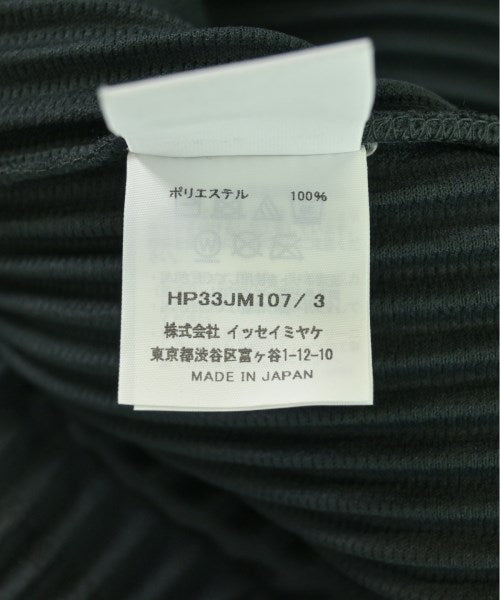 ポリエステル 100%
HP33JM107/ 3
株式会社 イッセイミヤケ
東京都渋谷区富ヶ谷1-12-10
MADE IN JAPAN